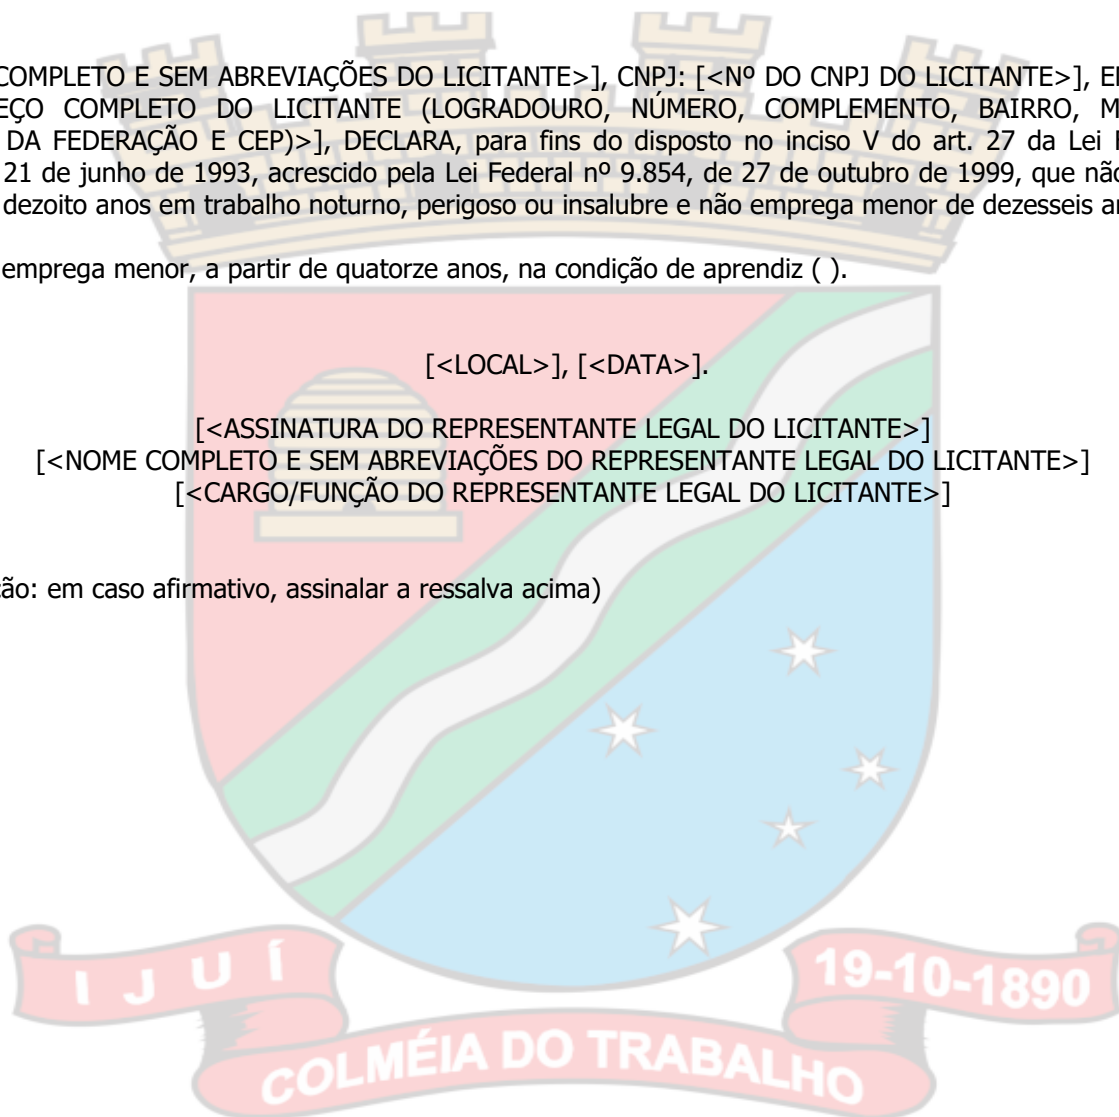 COMPLETO E SEM ABREVIAÇÕES DO LICITANTE>], CNPJ: [<Nº DO CNPJ DO LICITANTE>],
COMPLETO DO LICITANTE (LOGRADOURO, NÚMERO, COMPLEMENTO, BAIRRO,
DA FEDERAÇÃO E CEP)>], DECLARA, para fins do disposto no inciso V do art. 27 da Lei
21 de junho de 1993, acrescido pela Lei Federal nº 9.854, de 27 de outubro de 1999, que não
dezoito anos em trabalho noturno, perigoso ou insalubre e não emprega menor de dezesseis
emprega menor, a partir de quatorze anos, na condição de aprendiz ( ).
[<LOCAL>], [<DATA>].
[<ASSINATURA DO REPRESENTANTE LEGAL DO LICITANTE>]
[<NOME COMPLETO E SEM ABREVIAÇÕES DO REPRESENTANTE LEGAL DO LICITANTE>]
[<CARGO/FUNÇÃO DO REPRESENTANTE LEGAL DO LICITANTE>]
em caso afirmativo, assinalar a ressalva acima)
IJUÍ
19-10-1890
COLMÉIA DO TRABALHO